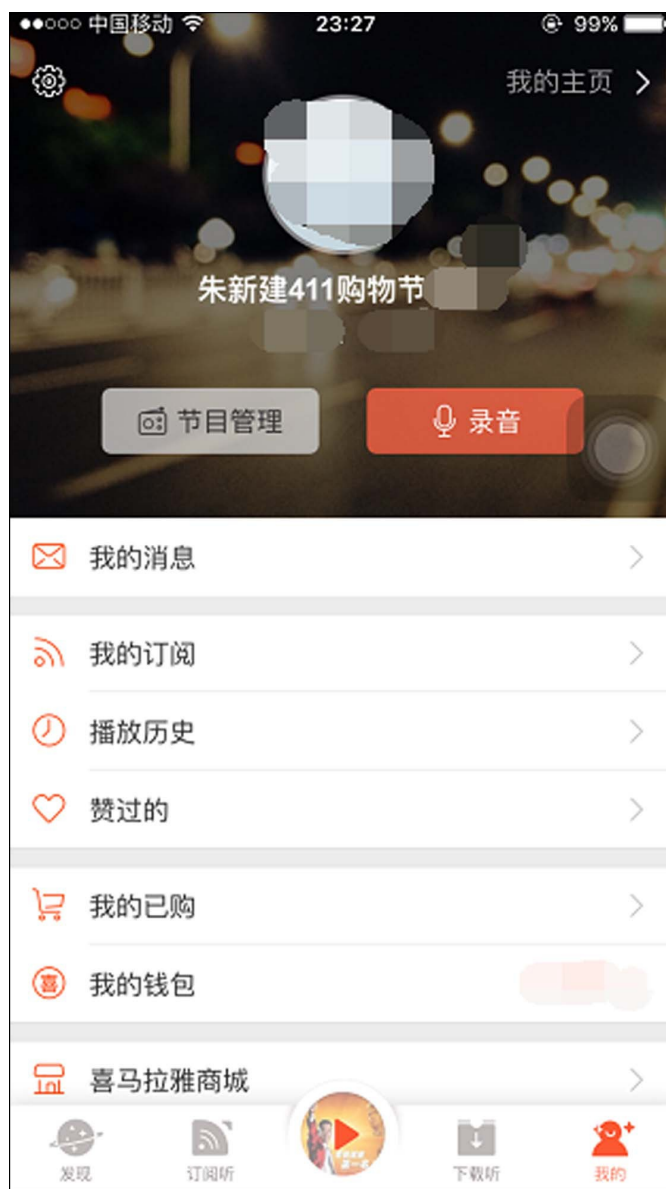 中国移动 23:27 99%
我的主页
朱新建411购物节
节目管理 录音
我的消息
我的订阅
播放历史
赞过的
我的已购
喜 我的钱包
喜马拉雅商城
发现 订阅听 下载听 我的